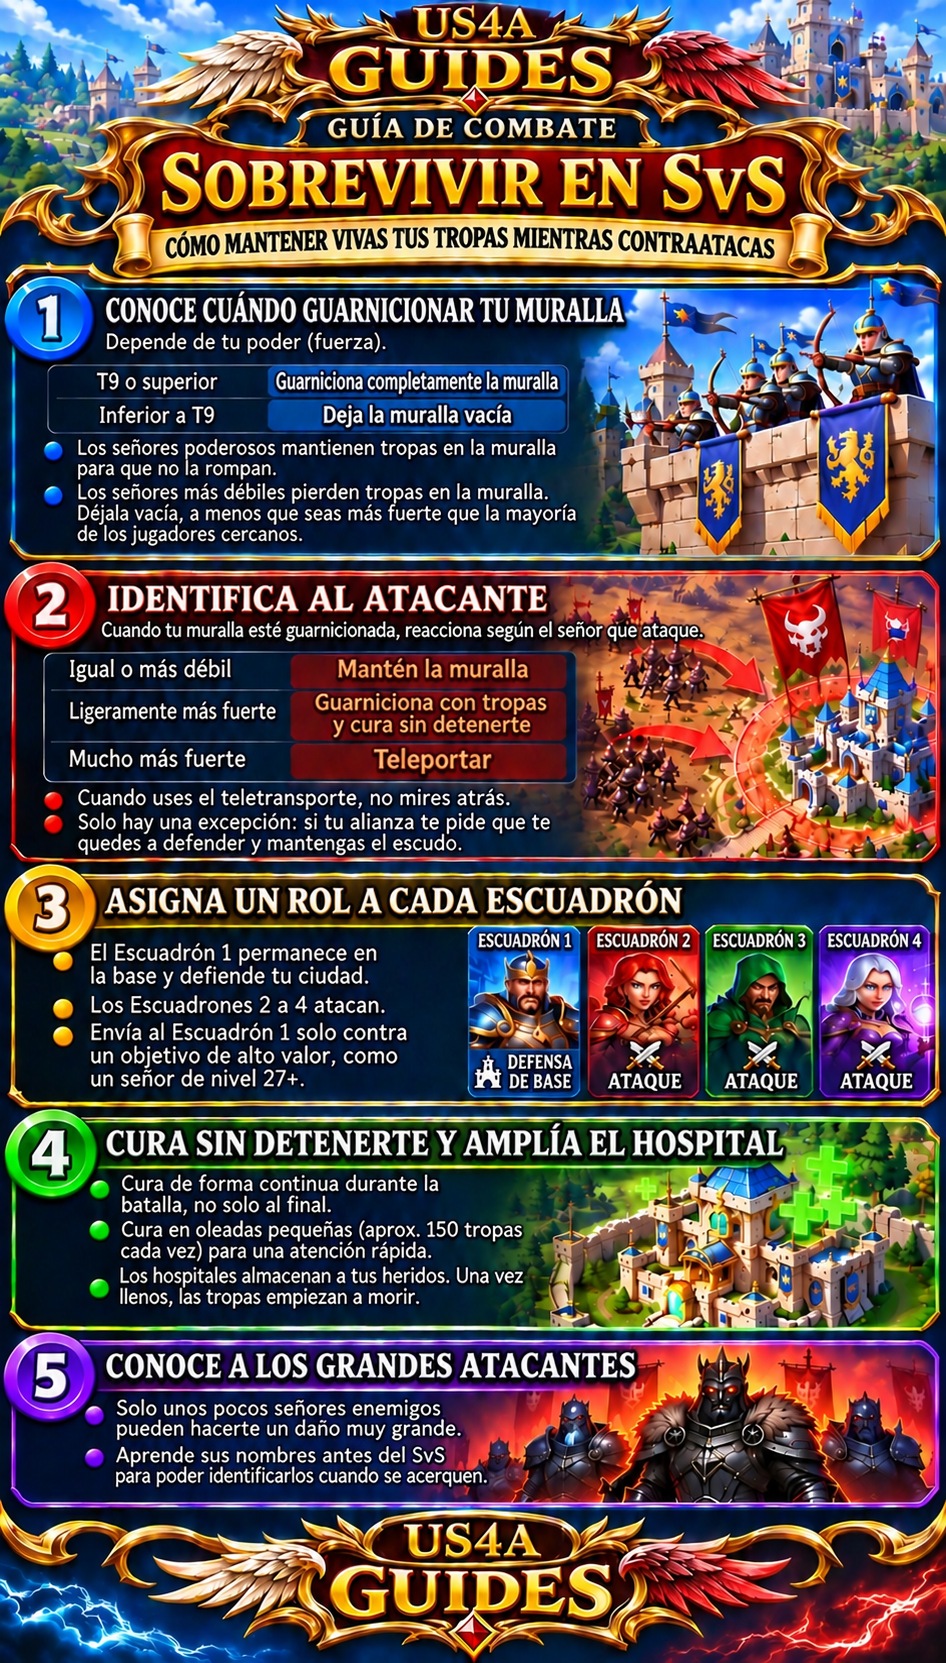 US4A
GUIDES
GUÍA DE COMBATE
SOBREVIVIR EN SvS
CÓMO MANTENER VIVAS TUS TROPAS MIENTRAS CONTRAATACAS
1
CONOCE CUÁNDO GUARNICIONAR TU MURALLA
Depende de tu poder (fuerza).
T9 o superior
Guarniciona completamente la muralla
Inferior a T9
Deja la muralla vacía
Los señores poderosos mantienen tropas en la muralla
para que no la rompan.
Los señores más débiles pierden tropas en la muralla.
Déjala vacía, a menos que seas más fuerte que la mayoría
de los jugadores cercanos.
2
IDENTIFICA AL ATACANTE
Cuando tu muralla esté guarnicionada, reacciona según el señor que ataque.
Igual o más débil
Mantén la muralla
Ligeramente más fuerte
Guarniciona con tropas
y cura sin detenerte
Mucho más fuerte
Teleportar
Cuando uses el teletransporte, no mires atrás.
Solo hay una excepción: si tu alianza te pide que te
quedes a defender y mantengas el escudo.
3
ASIGNA UN ROL A CADA ESCUADRÓN
El Escuadrón 1 permanece en
la base y defiende tu ciudad.
Los Escuadrones 2 a 4 atacan.
Envía al Escuadrón 1 solo contra
un objetivo de alto valor, como
un señor de nivel 27+.
ESCUADRÓN 1
DEFENSA
DE BASE
ESCUADRÓN 2
ATAQUE
ESCUADRÓN 3
ATAQUE
ESCUADRÓN 4
ATAQUE
4
CURA SIN DETENERTE Y AMPLÍA EL HOSPITAL
Cura de forma continua durante la
batalla, no solo al final.
Cura en oleadas pequeñas (aprox. 150 tropas
cada vez) para una atención rápida.
Los hospitales almacenan a tus heridos. Una vez
llenos, las tropas empiezan a morir.
5
CONOCE A LOS GRANDES ATACANTES
Solo unos pocos señores enemigos
pueden hacerte un daño muy grande.
Aprende sus nombres antes del SvS
para poder identificarlos cuando se acerquen.
US4A
GUIDES